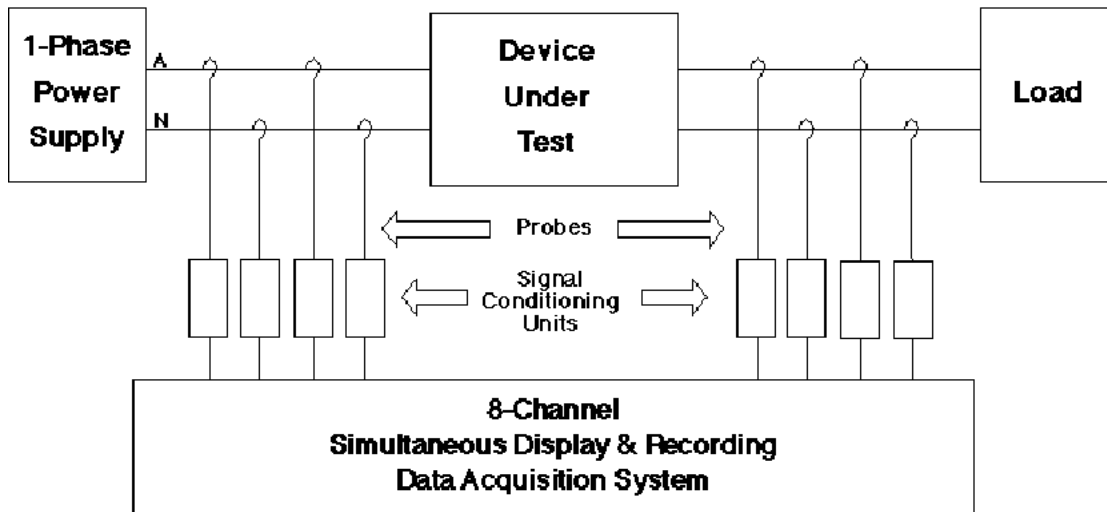 1-Phase
Power
Supply
A
N
Device
Under
Test
Load
Probes
Signal
Conditioning
Units
8-Channel
Simultaneous Display & Recording
Data Acquisition System